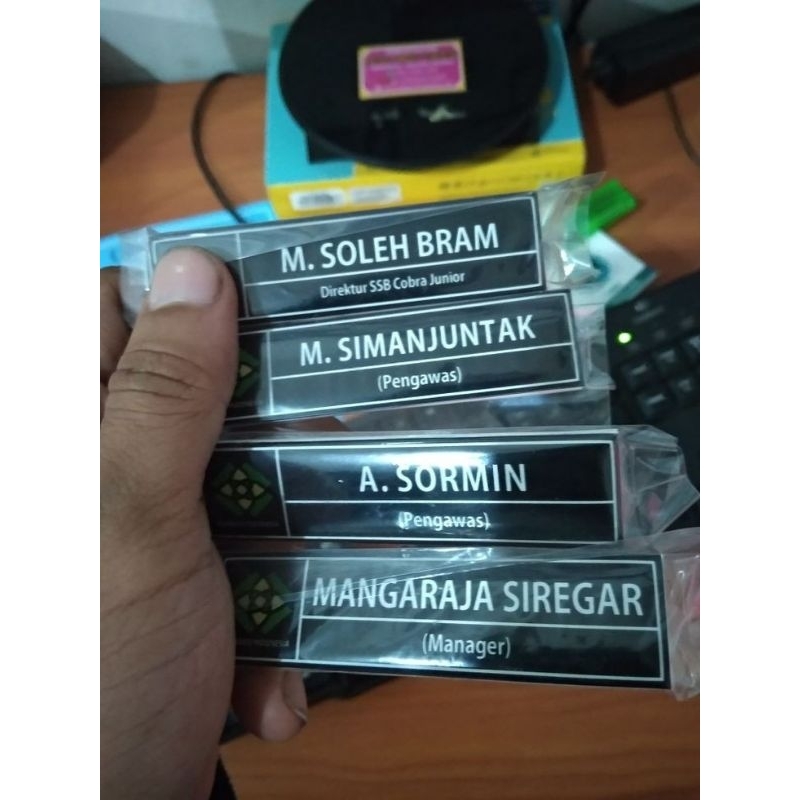 M. SOLEH BRAM
Direktur SSB Cobra Junior
M. SIMANJUNTAK
(Pengawas)
A. SORMIN
(Pengawas)
MANGARAJA SIREGAR
(Manager)